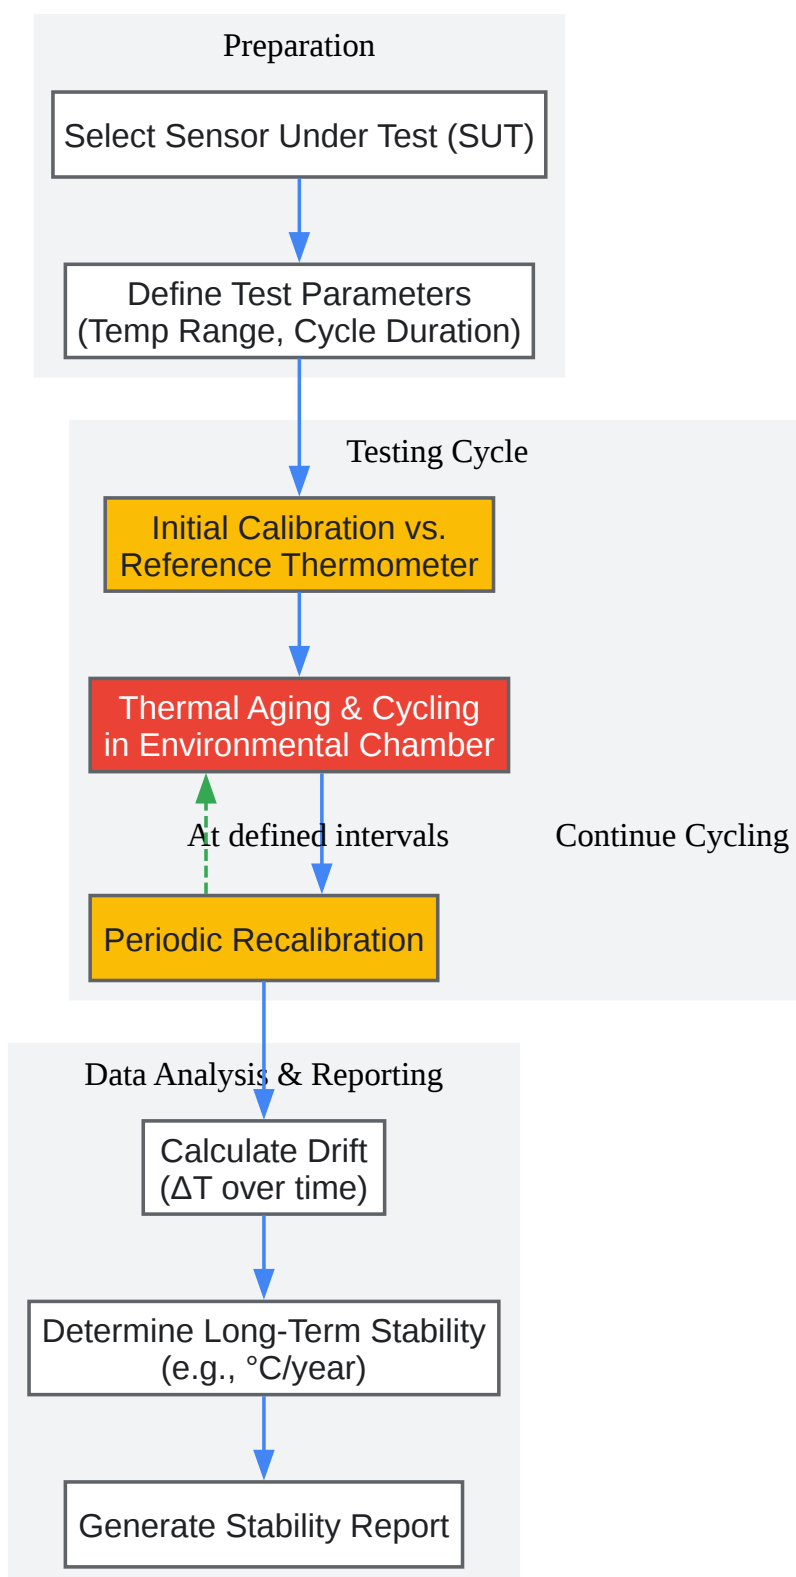 Preparation
Select Sensor Under Test (SUT)
Define Test Parameters
(Temp Range, Cycle Duration)
Testing Cycle
Initial Calibration vs.
Reference Thermometer
Thermal Aging & Cycling
in Environmental Chamber
At defined intervals
Continue Cycling
Periodic Recalibration
Data Analysis & Reporting
Calculate Drift
(ΔT over time)
Determine Long-Term Stability
(e.g., °C/year)
Generate Stability Report